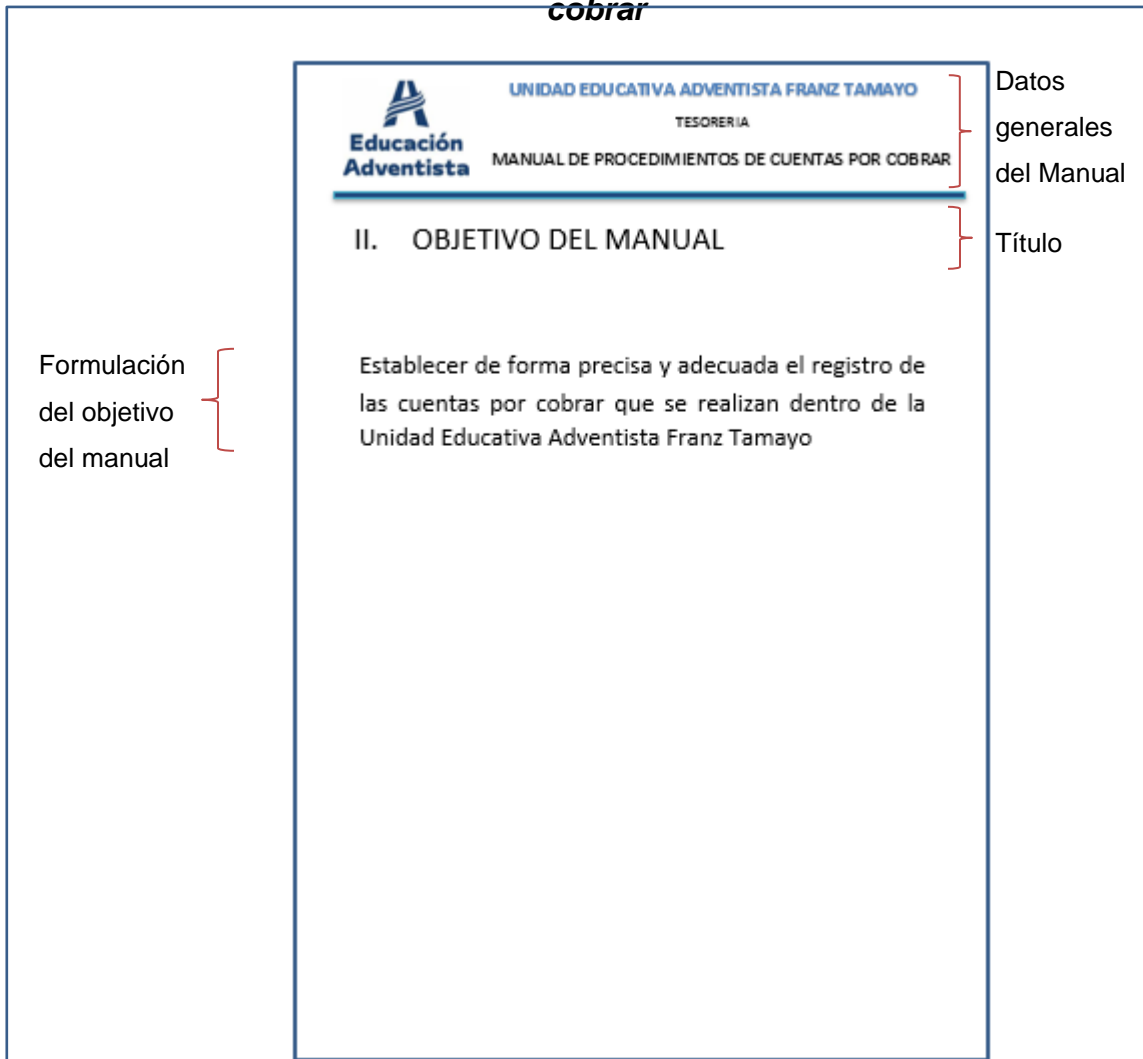 cobrar
UNIDAD EDUCATIVA ADVENTISTA FRANZ TAMAYO
TESORERIA
MANUAL DE PROCEDIMIENTOS DE CUENTAS POR COBRAR
Educación
Adventista
Datos
generales
del Manual
II. OBJETIVO DEL MANUAL
Título
Formulación
del objetivo
del manual
Establecer de forma precisa y adecuada el registro de
las cuentas por cobrar que se realizan dentro de la
Unidad Educativa Adventista Franz Tamayo